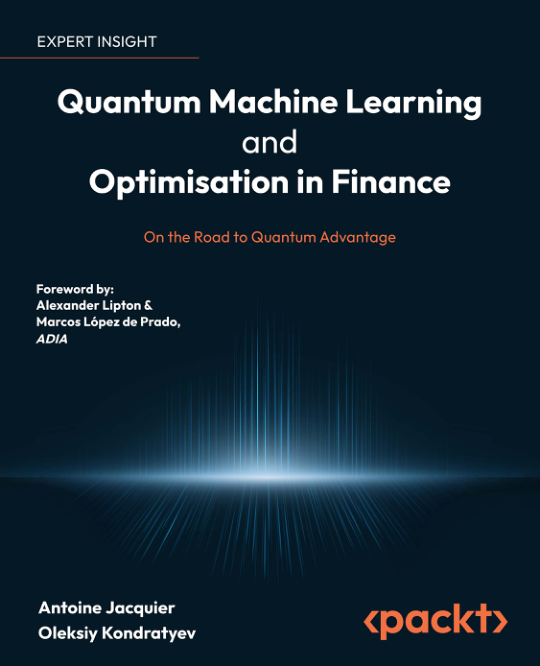 EXPERT INSIGHT
Quantum Machine Learning
and
Optimisation in Finance
On the Road to Quantum Advantage
Foreword by:
Alexander Lipton &
Marcos López de Prado,
ADIA
Antoine Jacquier
Oleksiy Kondratyev
<packt>